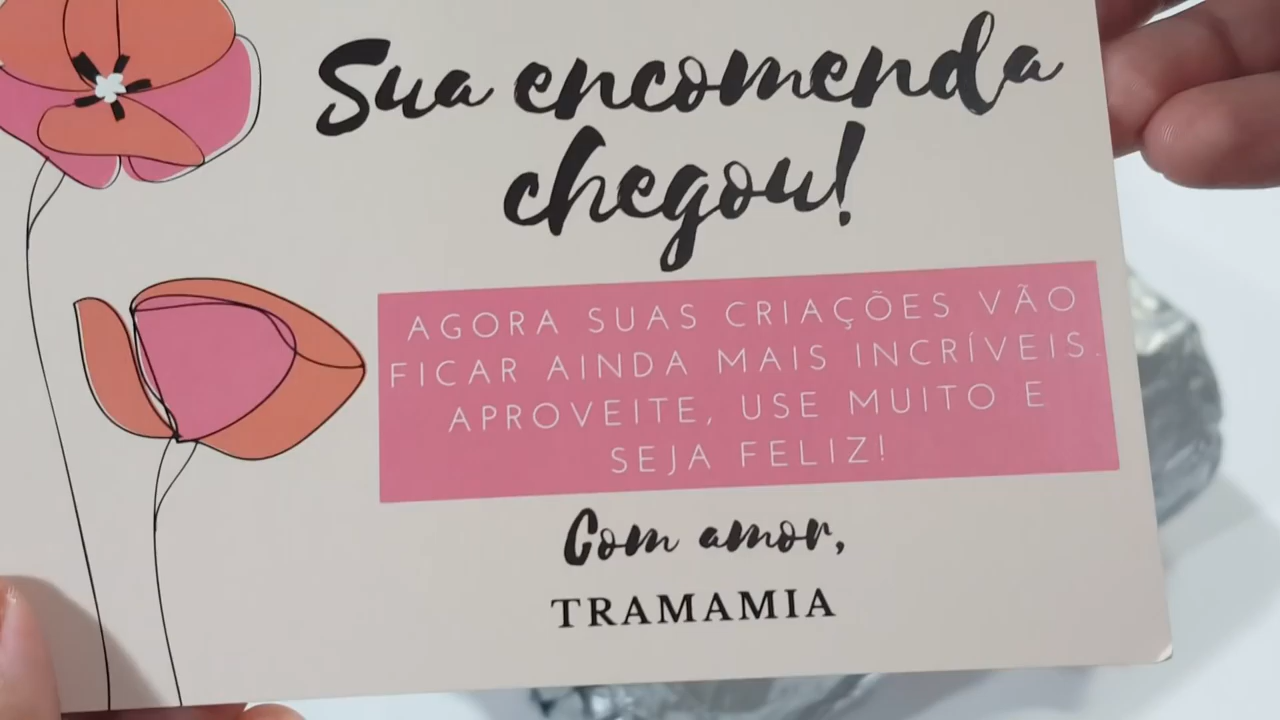 Sua encomenda
chegou!
AGORA SUAS CRIAÇÕES VÃO
FICAR AINDA MAIS INCRÍVEIS.
APROVEITE, USE MUITO E
SEJA FELIZ!
Com amor,
TRAMAMIA